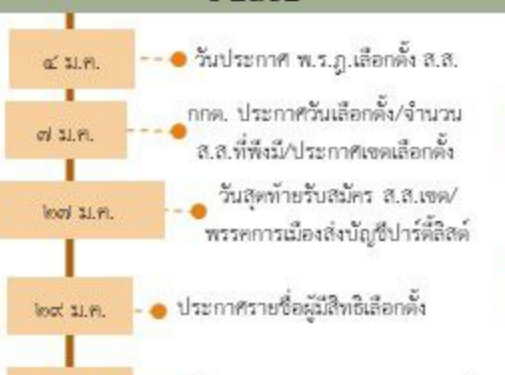 ๔ ม.ค.
วันประกาศ พ.ร.ฎ.เลือกตั้ง ส.ส.
๗ ม.ค.
กกต. ประกาศวันเลือกตั้ง/จำนวน
ส.ส.ที่พึงมี/ประกาศเขตเลือกตั้ง
๒๗ ม.ค.
วันสุดท้ายรับสมัคร ส.ส.เขต/
พรรคการเมืองส่งบัญชีปาร์ตี้ลิสต์
๒๙ ม.ค.
ประกาศรายชื่อผู้มีสิทธิเลือกตั้ง